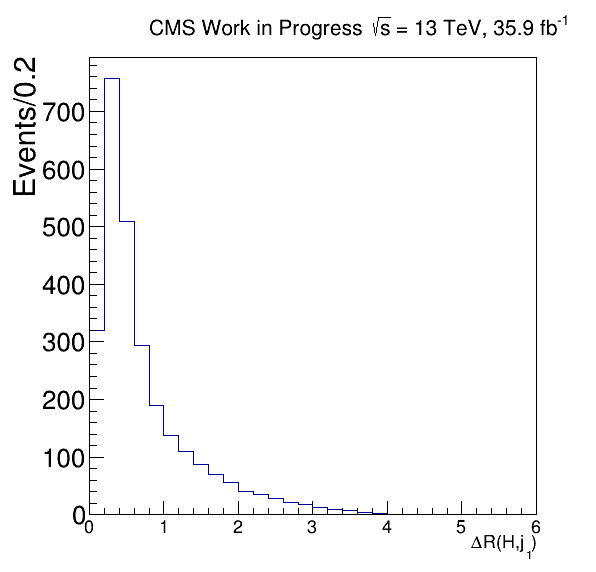 CMS Work in Progress √s = 13 TeV, 35.9 fb⁻¹
Events/0.2
700
600
500
400
300
200
100
0
0 1 2 3 4 5 6
ΔR(H,j₁)